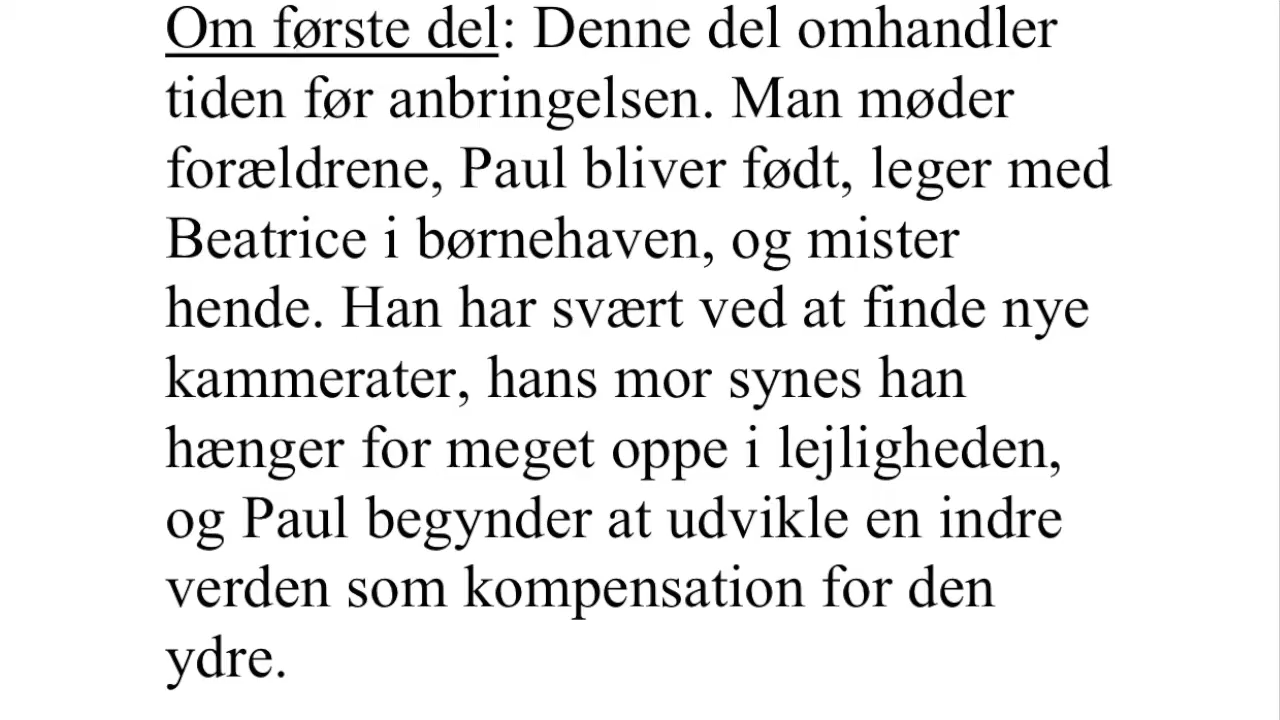 Om første del: Denne del omhandler
tiden før anbringelsen. Man møder
forældrene, Paul bliver født, leger med
Beatrice i børnehaven, og mister
hende. Han har svært ved at finde nye
kammerater, hans mor synes han
hænger for meget oppe i lejligheden,
og Paul begynder at udvikle en indre
verden som kompensation for den
ydre.